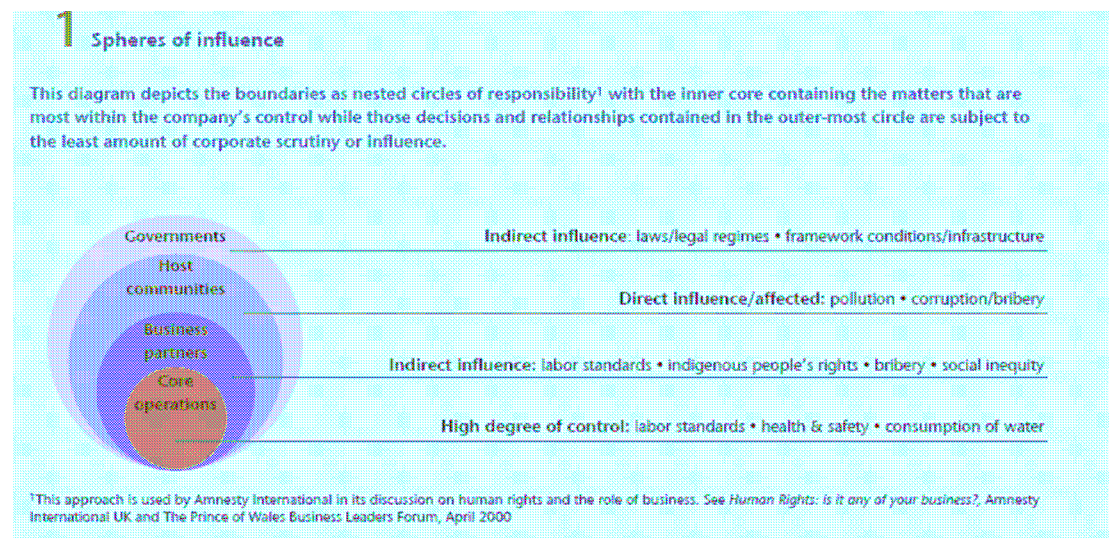 1 Spheres of influence
This diagram depicts the boundaries as nested circles of responsibility¹ with the inner core containing the matters that are
most within the company's control while those decisions and relationships contained in the outer-most circle are subject to
the least amount of corporate scrutiny or influence.
Governments
Indirect influence: laws/legal regimes • framework conditions/infrastructure
Host
communities
Direct influence/affected: pollution • corruption/bribery
Business
partners
Indirect influence: labor standards • indigenous people's rights • bribery • social inequity
Core
operations
High degree of control: labor standards • health & safety • consumption of water
¹This approach is used by Amnesty International in its discussion on human rights and the role of business. See Human Rights: is it any of your business?, Amnesty
International UK and The Prince of Wales Business Leaders Forum, April 2000